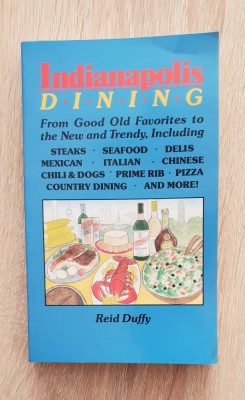 Indianapolis
D·I·N·I·N·G
From Good Old Favorites to
the New and Trendy, Including
STEAKS · SEAFOOD · DELIS
MEXICAN · ITALIAN · CHINESE
CHILI & DOGS · PRIME RIB · PIZZA
COUNTRY DINING · AND MORE!
Reid Duffy